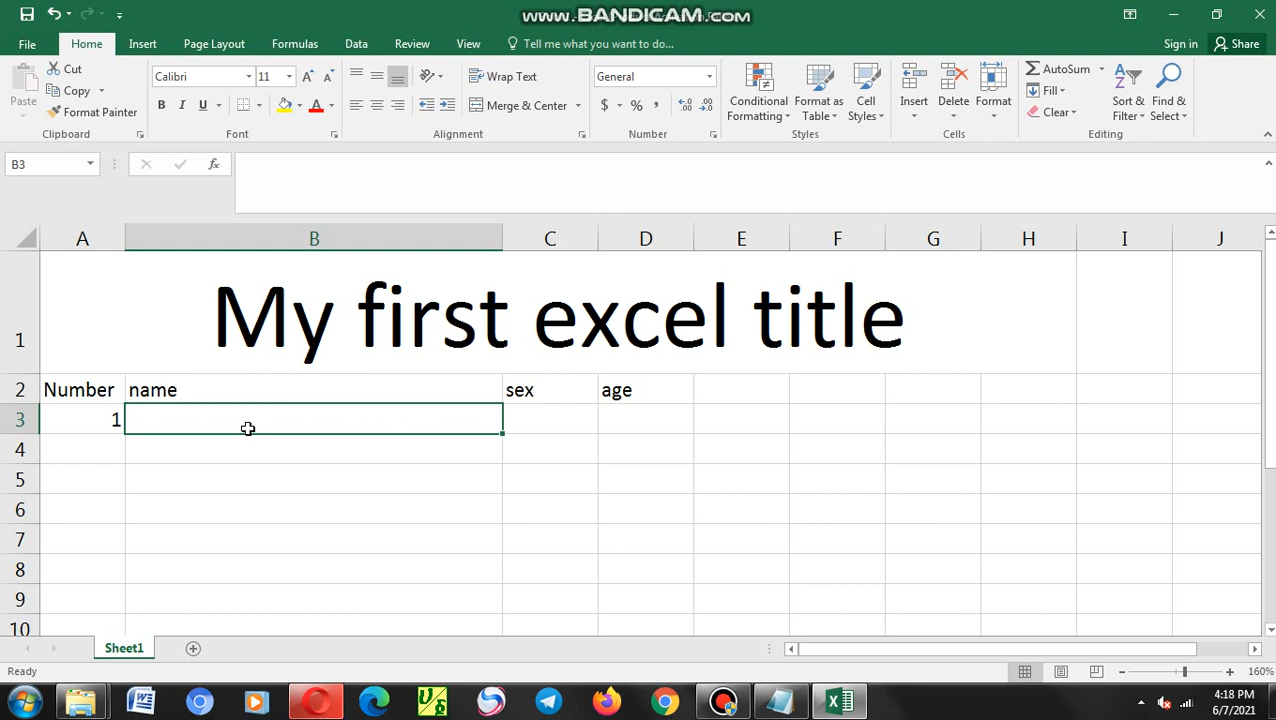 www.BANDICAM.com
File Home Insert Page Layout Formulas Data Review View Tell me what you want to do... Sign in Share
Cut
Copy
Format Painter
Paste
Clipboard
Calibri 11
B I U A
Font
Wrap Text
Merge & Center
Alignment
General
$ % ,
Number
Conditional Formatting
Format as Table
Cell Styles
Styles
Insert
Delete
Format
Cells
AutoSum
Fill
Clear
Sort & Filter
Find & Select
Editing
B3 fx
A B C D E F G H I J
1 My first excel title
2 Number name sex age
3 1
4
5
6
7
8
9
10
Sheet1
Ready 160%
4:18 PM
6/7/2021